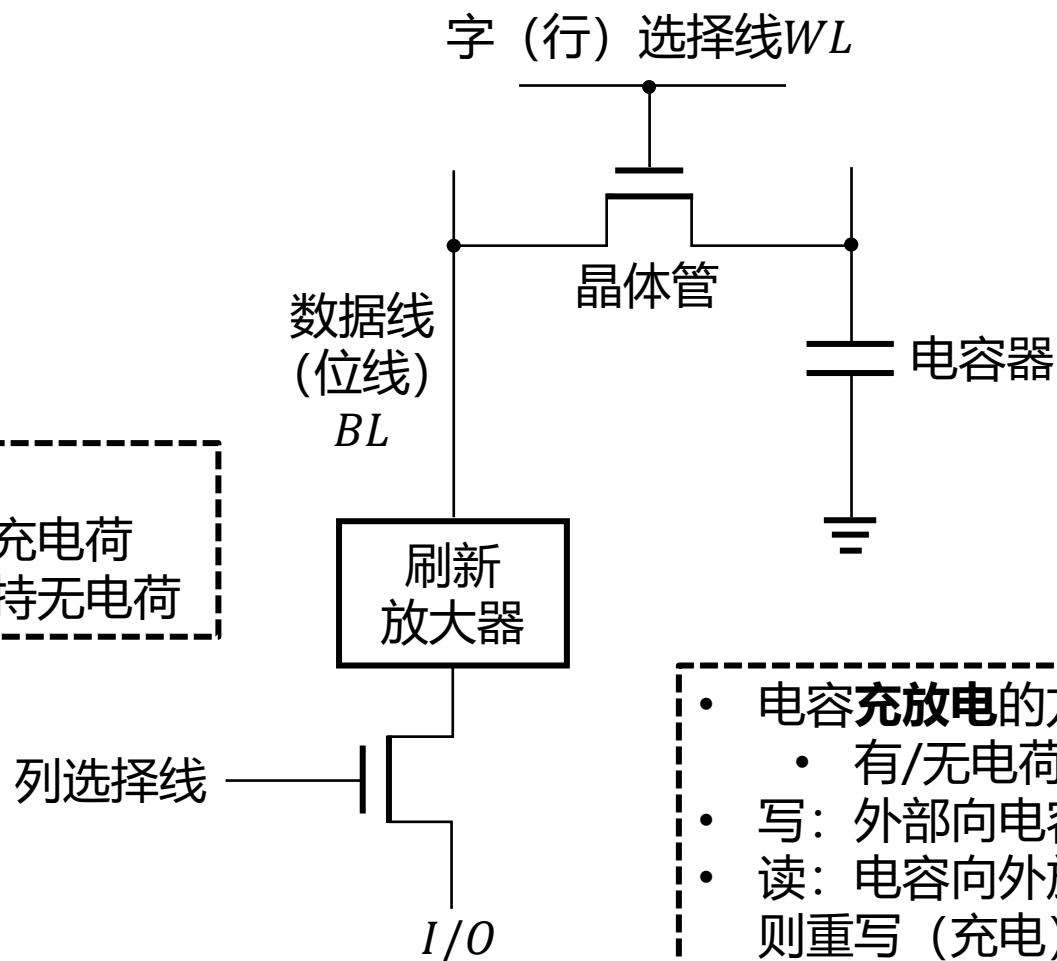 字（行）选择线WL
晶体管
数据线
（位线）
BL
电容器
充电荷
持无电荷
刷新
放大器
列选择线
I/O
• 电容充放电的
• 有/无电荷
• 写：外部向电容
• 读：电容向外放
则重写（充电）